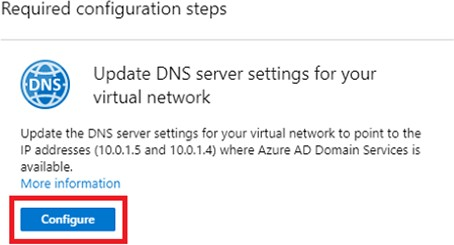 Required configuration steps
DNS
Update DNS server settings for your
virtual network
Update the DNS server settings for your virtual network to point to the
IP addresses (10.0.1.5 and 10.0.1.4) where Azure AD Domain Services is
available.
More information
Configure